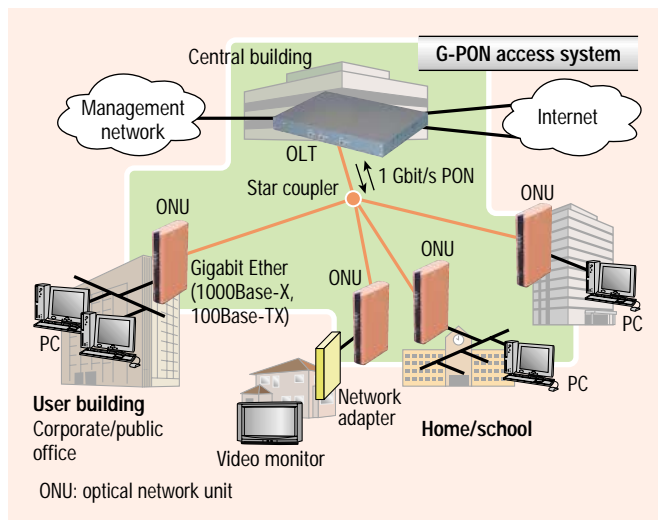 G-PON access system
Central building
Management
network
Internet
OLT
1 Gbit/s PON
Star coupler
ONU
ONU
ONU
ONU
Gigabit Ether
(1000Base-X,
100Base-TX)
PC
PC
PC
User building
Corporate/public
office
Network
adapter
Home/school
Video monitor
ONU: optical network unit